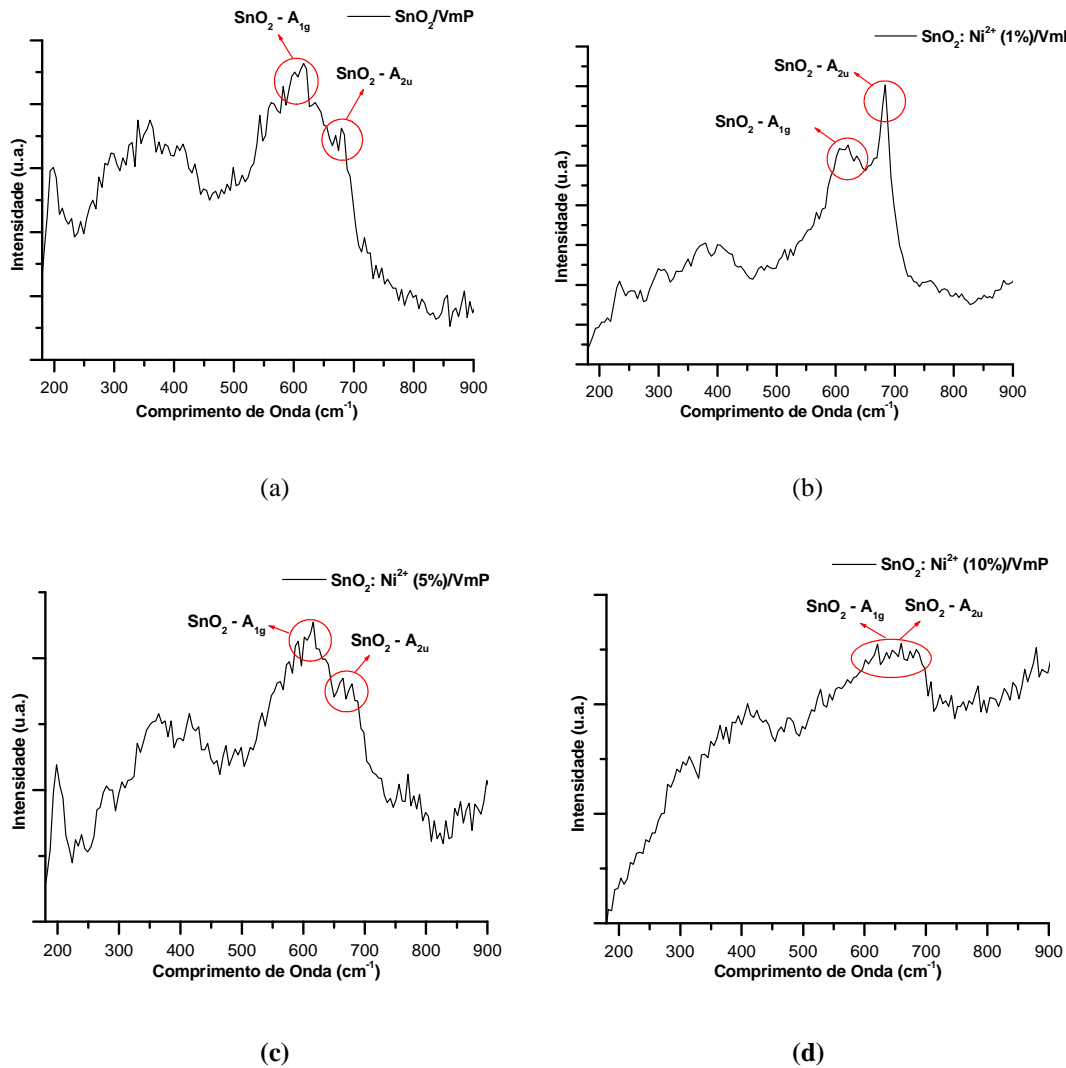 SnO₂ - A₁g
SnO₂/VmP
SnO₂ - A₂u
Intensidade (u.a.)
200 300 400 500 600 700 800 900
Comprimento de Onda (cm⁻¹)
(a)
SnO₂: Ni²⁺ (1%)/Vm
SnO₂ - A₂u
SnO₂ - A₁g
Intensidade (u.a.)
200 300 400 500 600 700 800 900
Comprimento de Onda (cm⁻¹)
(b)
SnO₂: Ni²⁺ (5%)/VmP
SnO₂ - A₁g
SnO₂ - A₂u
Intensidade (u.a.)
200 300 400 500 600 700 800 900
Comprimento de Onda (cm⁻¹)
(c)
SnO₂: Ni²⁺ (10%)/VmP
SnO₂ - A₁g SnO₂ - A₂u
Intensidade (u.a.)
200 300 400 500 600 700 800 900
Comprimento de Onda (cm⁻¹)
(d)